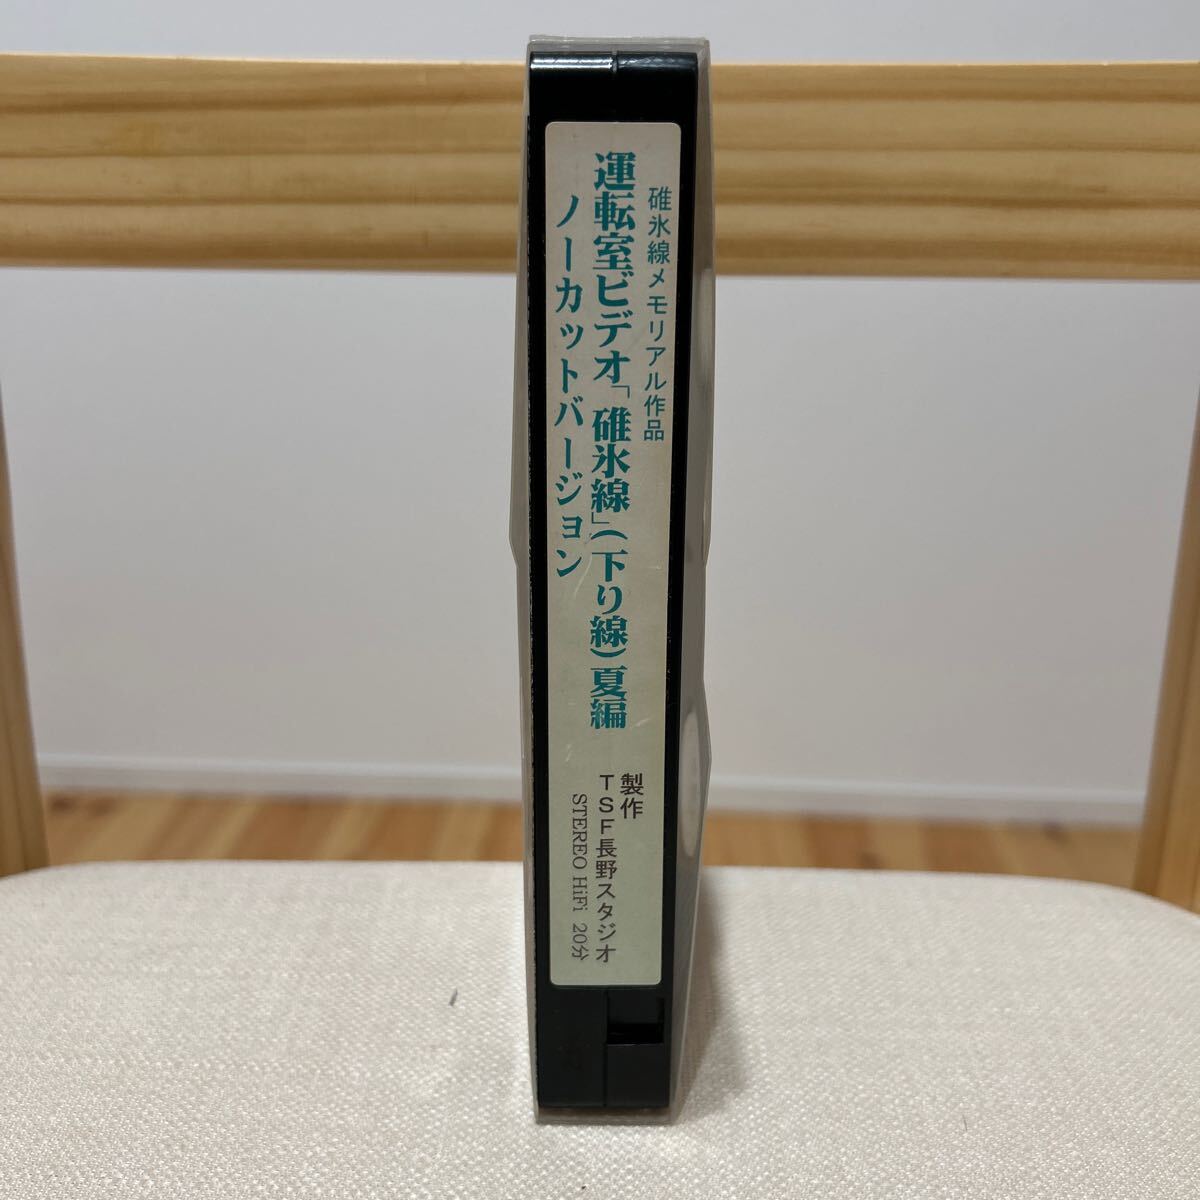 碓氷線メモリアル作品
運転室ビデオ「碓氷線」(下り線)夏編
ノーカットバージョン
製作
TSF長野スタジオ
STEREO HiFi 20分